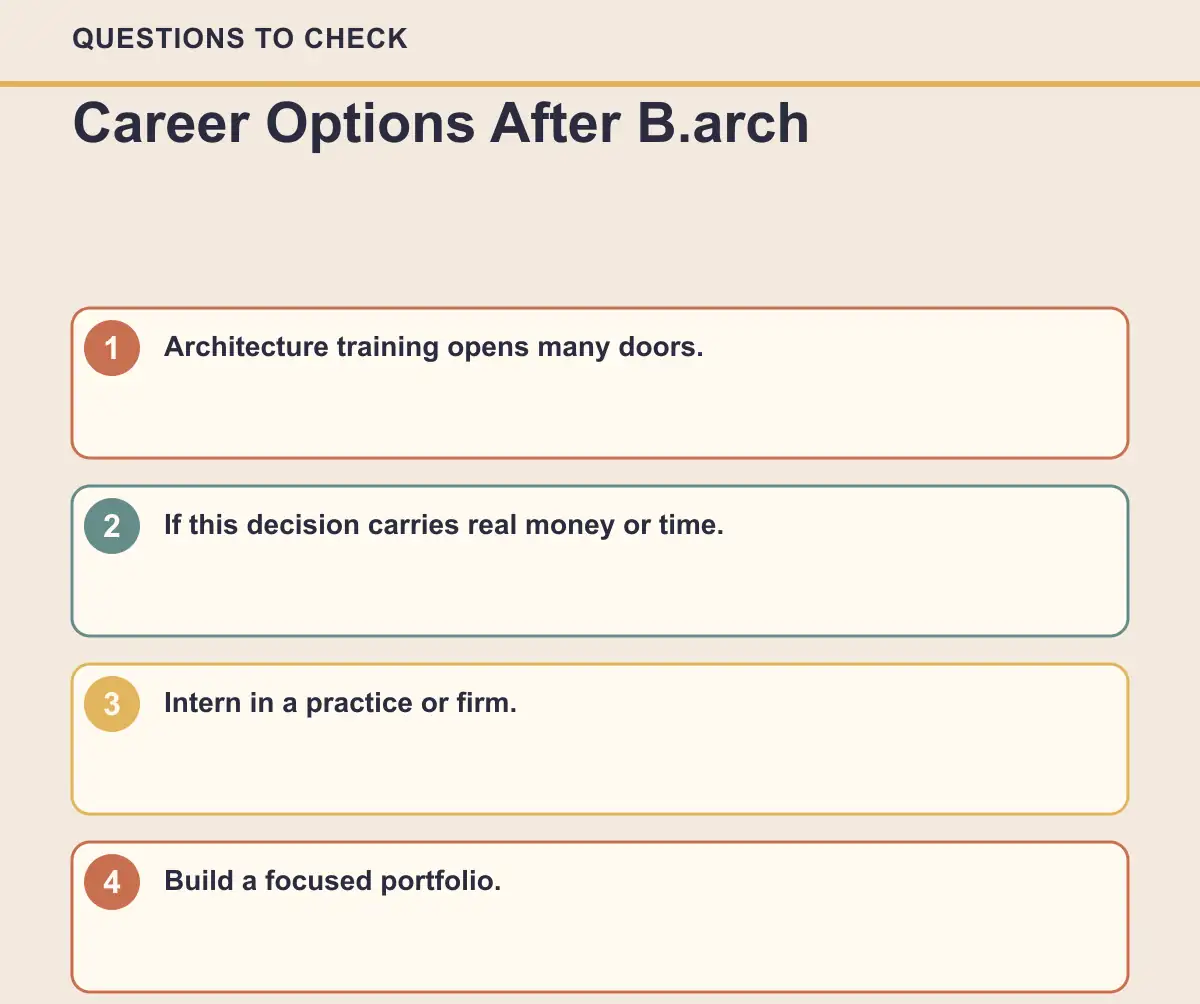 QUESTIONS TO CHECK
Career Options After B.arch
1 Architecture training opens many doors.
2 If this decision carries real money or time.
3 Intern in a practice or firm.
4 Build a focused portfolio.